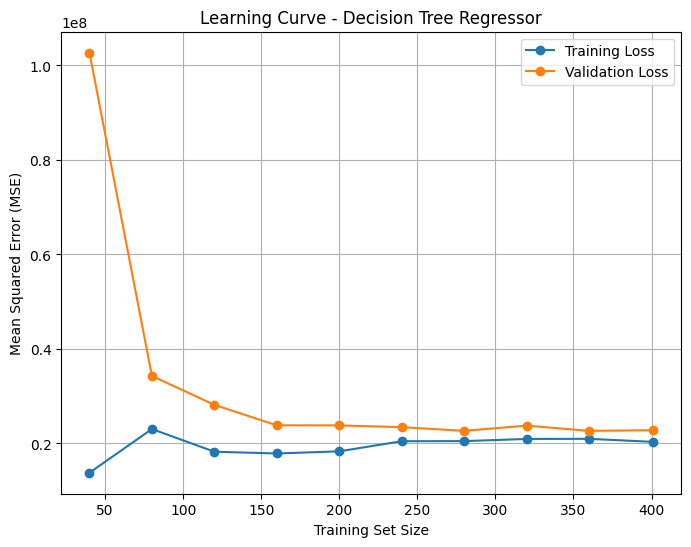 Learning Curve - Decision Tree Regressor
1e8
Training Loss
Validation Loss
1.0
0.8
0.6
0.4
0.2
Mean Squared Error (MSE)
50 100 150 200 250 300 350 400
Training Set Size